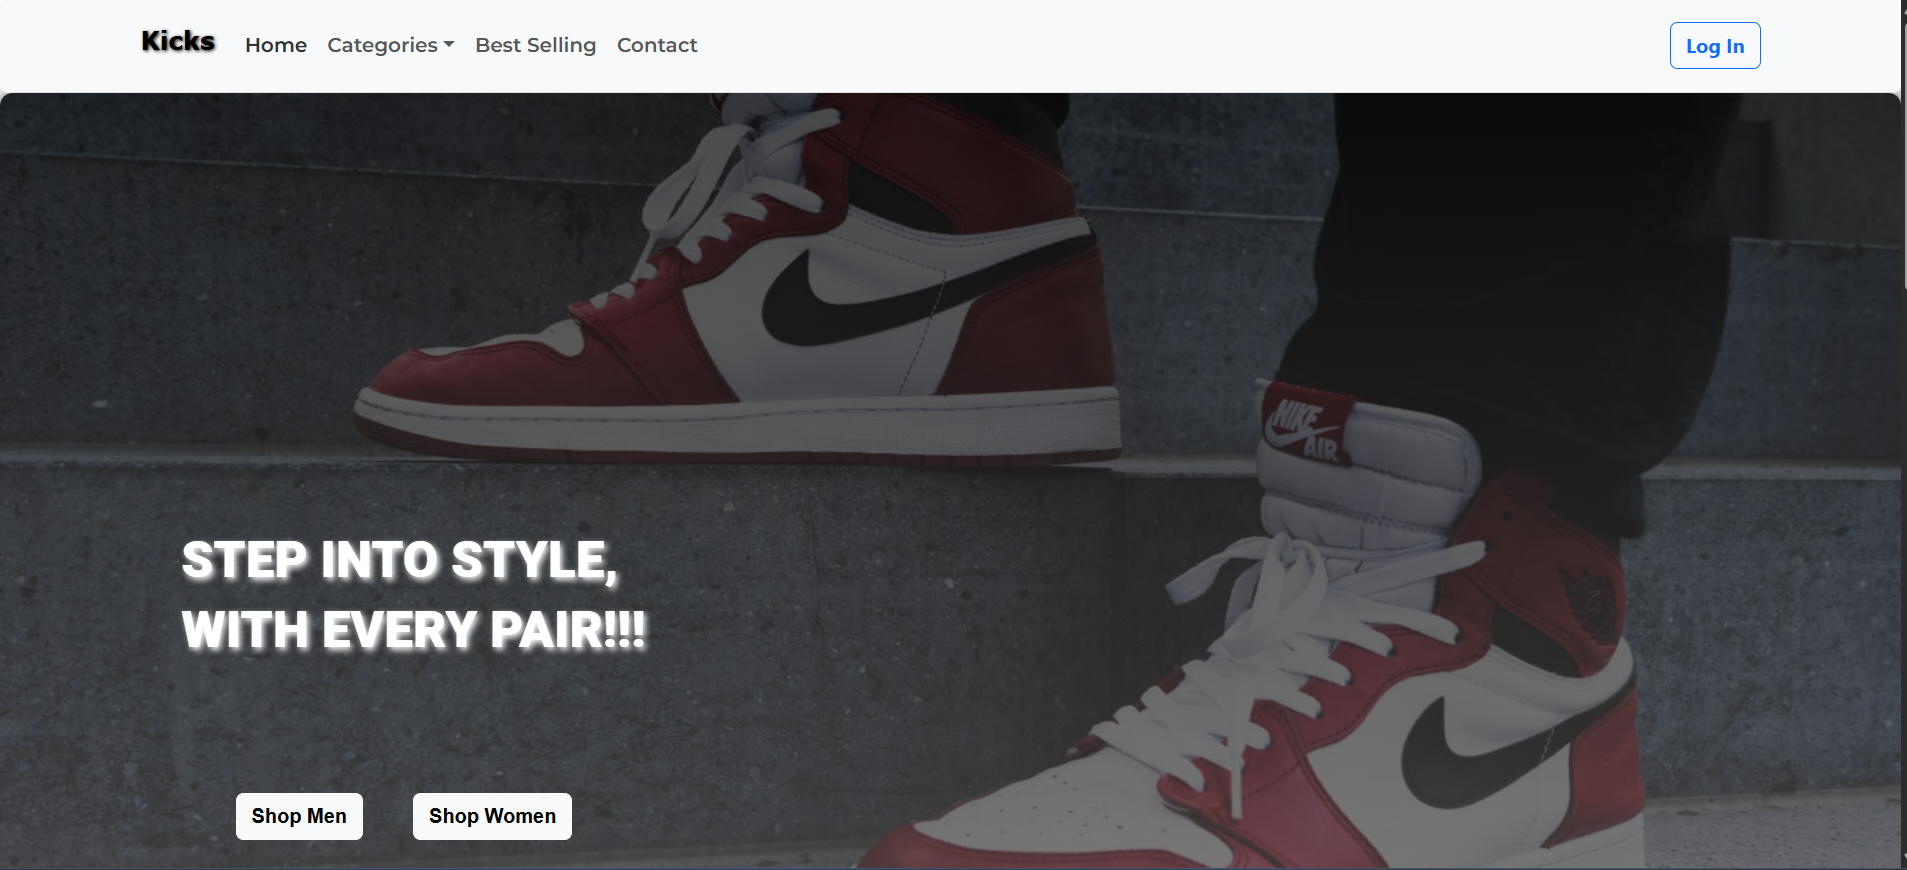 Kicks Home Categories Best Selling Contact Log In
NIKE
AIR
STEP INTO STYLE,
WITH EVERY PAIR!!!
Shop Men Shop Women